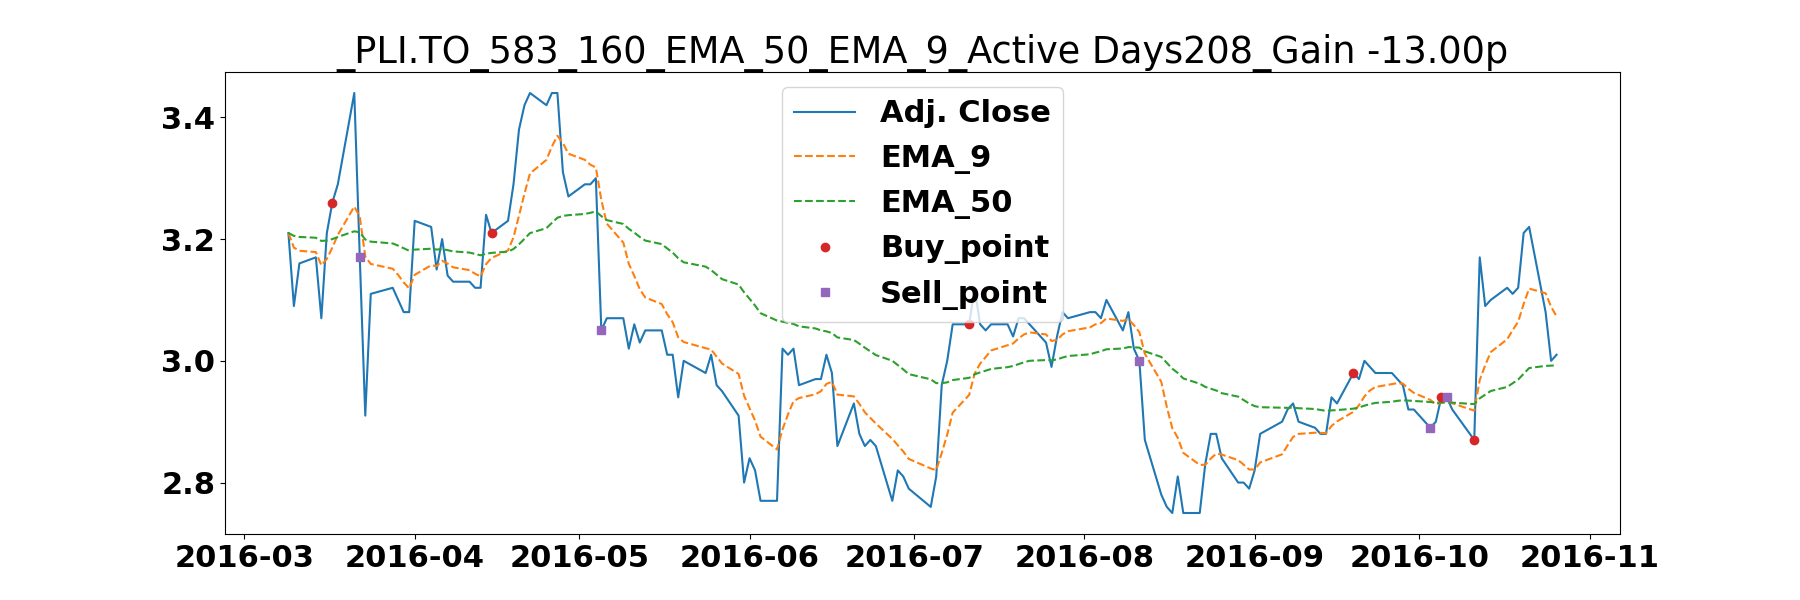 _PLI.TO_583_160_EMA_50_EMA_9_Active Days208_Gain -13.00p
Adj. Close
EMA_9
EMA_50
Buy_point
Sell_point
3.4
3.2
3.0
2.8
2016-03 2016-04 2016-05 2016-06 2016-07 2016-08 2016-09 2016-10 2016-11